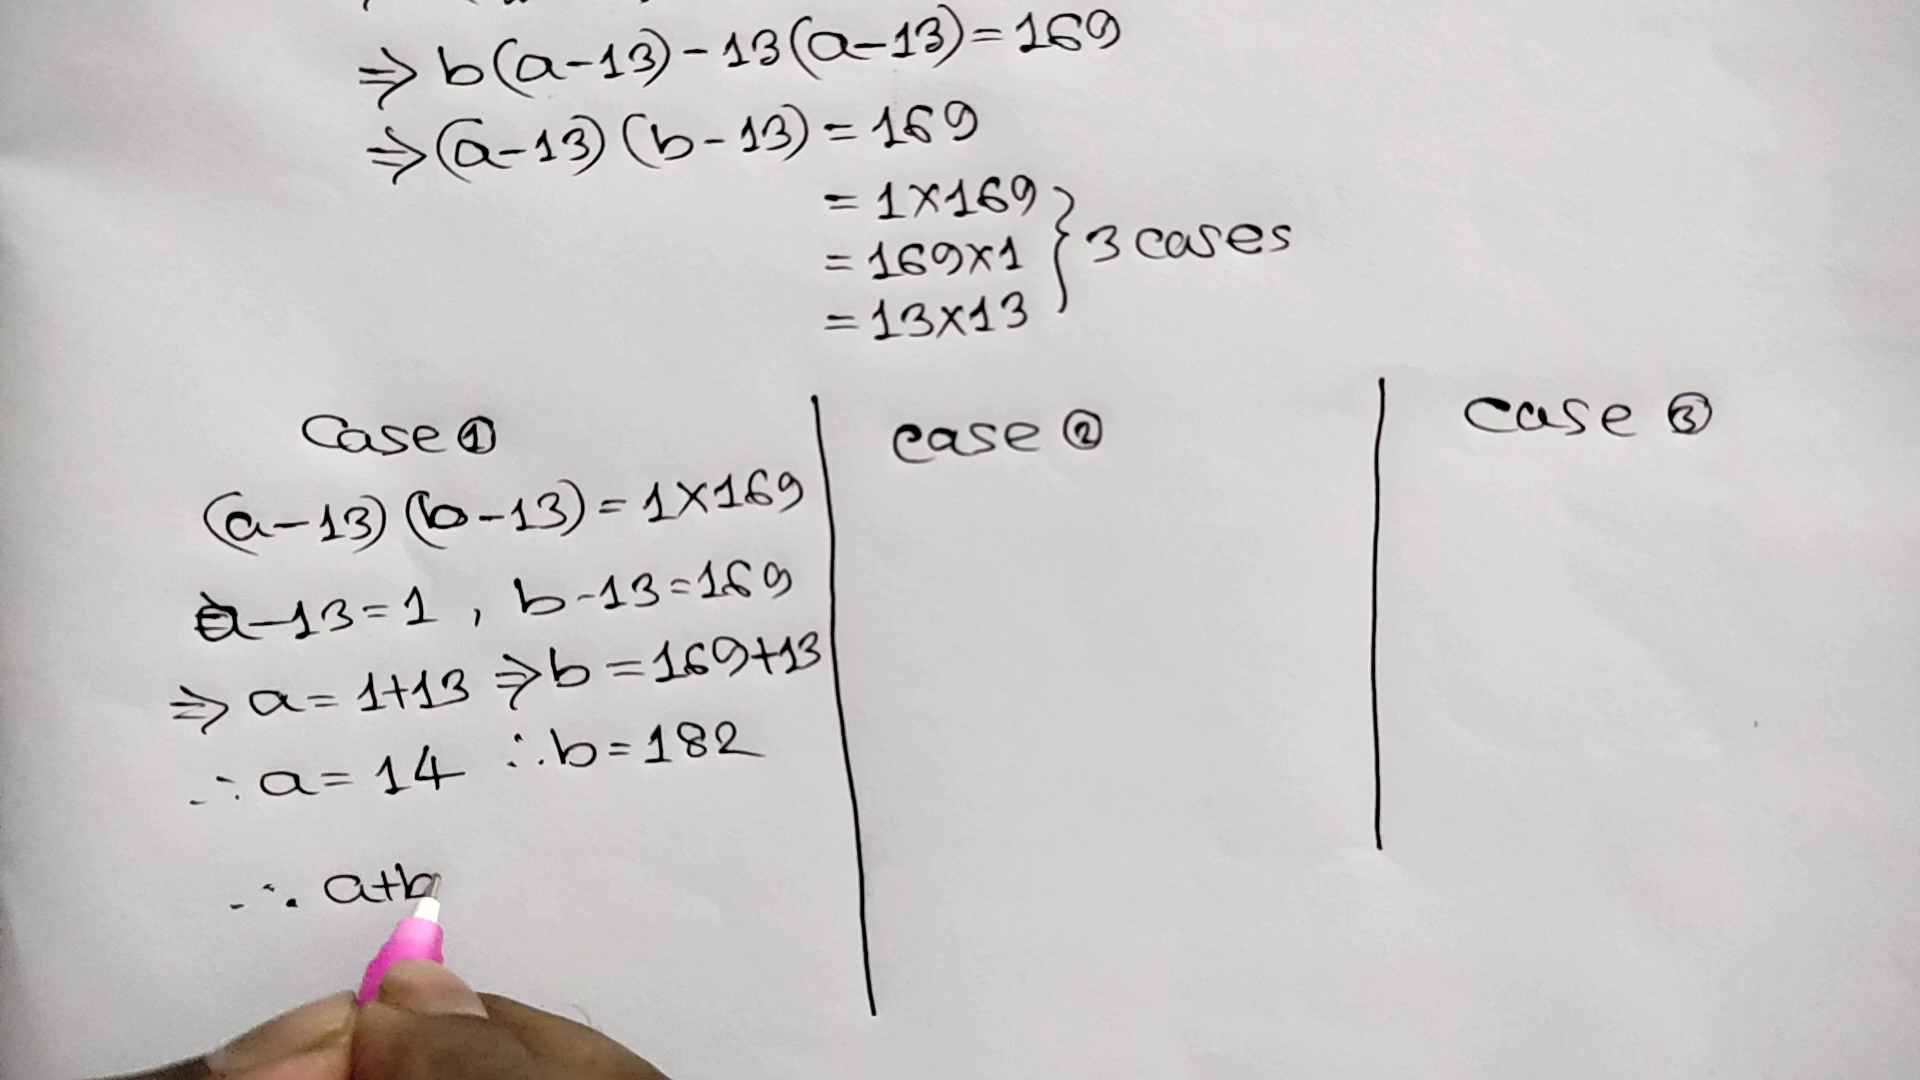 ⇒ b(a-13)-13(a-13)=169
⇒ (a-13)(b-13)=169
=1×169
=169×1
=13×13
3 cases
Case ①
(a-13)(b-13)=1×169
a-13=1, b-13=169
⇒ a=1+13 ⇒ b=169+13
∴ a=14 ∴ b=182
∴ a+b
case ②
case ③